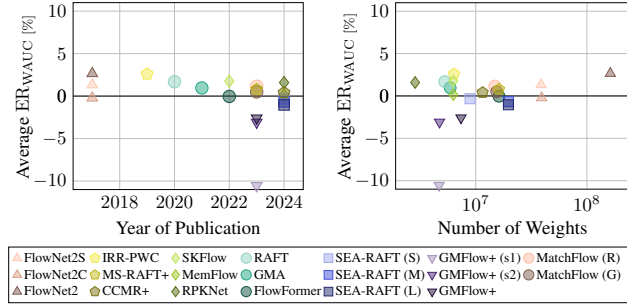 Average ER_WAUC [%]
10
5
0
−5
−10
2018 2020 2022 2024
Year of Publication
Average ER_WAUC [%]
10
5
0
−5
−10
10^7 10^8
Number of Weights
FlowNet2S IRR-PWC SKFlow RAFT SEA-RAFT (S) GMFlow+ (s1) MatchFlow (R)
FlowNet2C MS-RAFT+ MemFlow GMA SEA-RAFT (M) GMFlow+ (s2) MatchFlow (G)
FlowNet2 CCMR+ RPKNet FlowFormer SEA-RAFT (L) GMFlow+